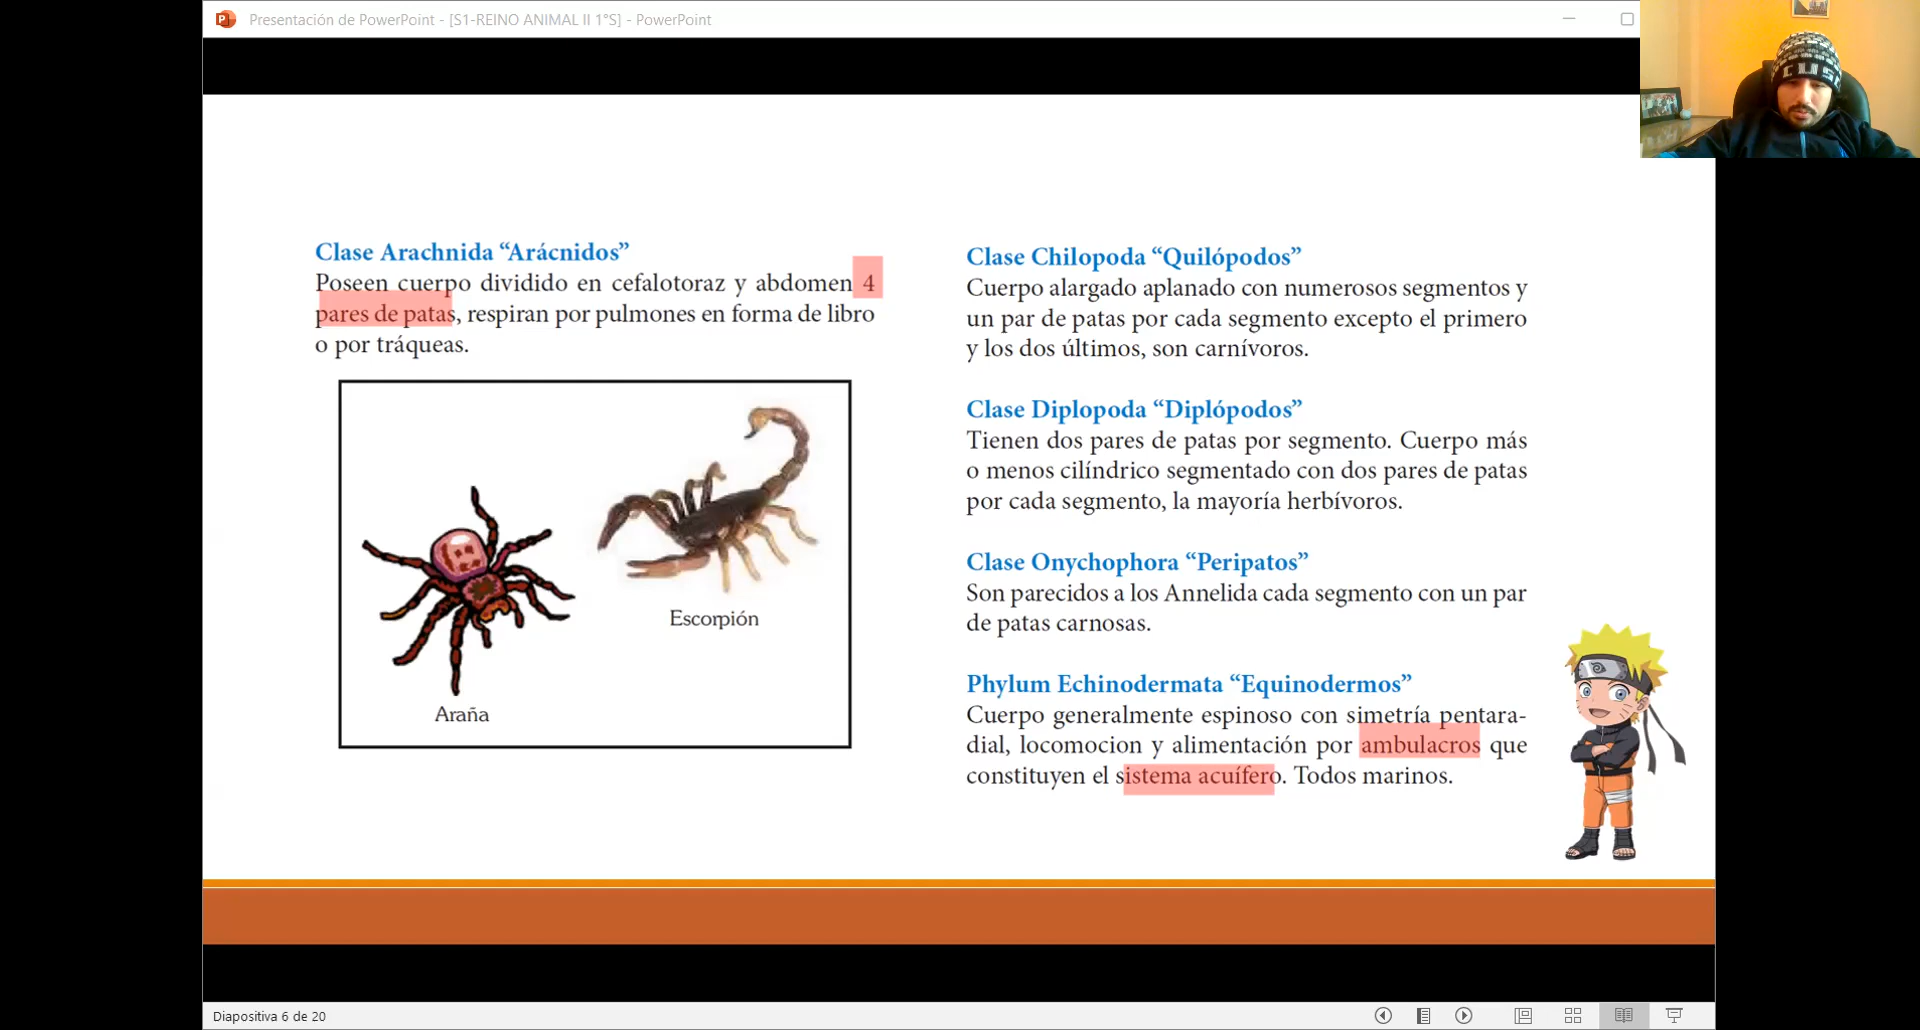 Presentación de PowerPoint - [S1-REINO ANIMAL II 1°S] - PowerPoint
CUS
Clase Arachnida “Arácnidos”
Poseen cuerpo dividido en cefalotoraz y abdomen 4
pares de patas, respiran por pulmones en forma de libro
o por tráqueas.
Escorpión
Araña
Clase Chilopoda “Quilópodos”
Cuerpo alargado aplanado con numerosos segmentos y
un par de patas por cada segmento excepto el primero
y los dos últimos, son carnívoros.
Clase Diplopoda “Diplópodos”
Tienen dos pares de patas por segmento. Cuerpo más
o menos cilíndrico segmentado con dos pares de patas
por cada segmento, la mayoría herbívoros.
Clase Onychophora “Peripatos”
Son parecidos a los Annelida cada segmento con un par
de patas carnosas.
Phylum Echinodermata “Equinodermos”
Cuerpo generalmente espinoso con simetría pentara-
dial, locomocion y alimentación por ambulacros que
constituyen el sistema acuífero. Todos marinos.
Diapositiva 6 de 20